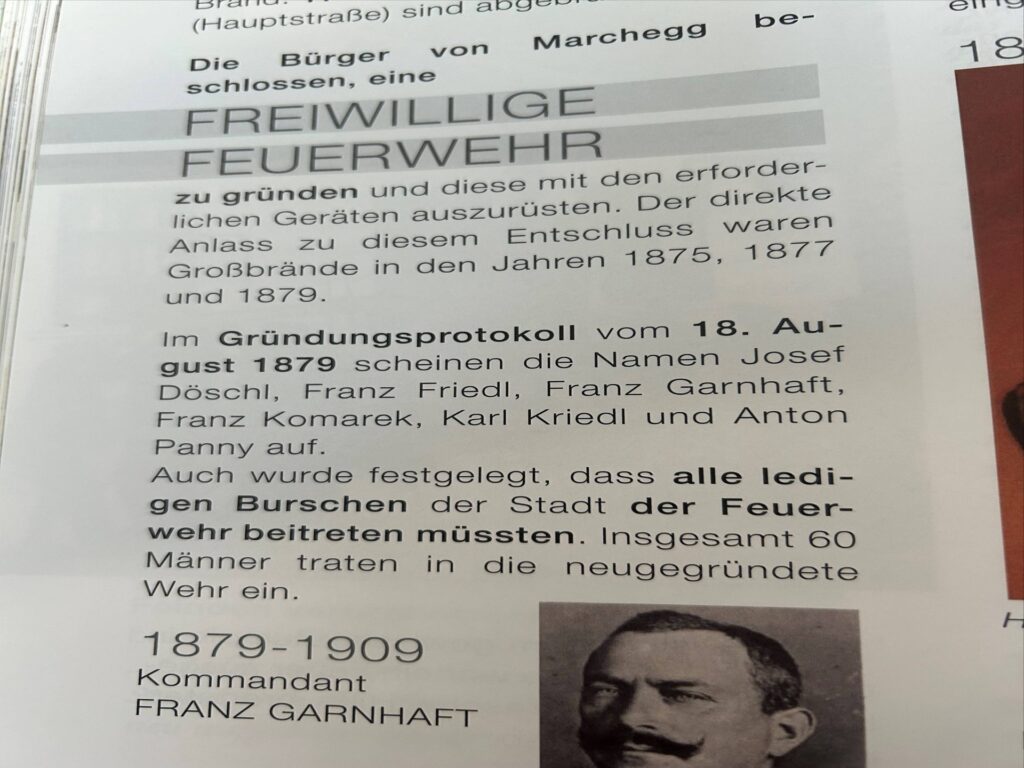 (Hauptstraße) sind
Die Bürger von Marchegg be-
schlossen, eine
FREIWILLIGE
FEUERWEHR
zu gründen und diese mit den erforder-
lichen Geräten auszurüsten. Der direkte
Anlass zu diesem Entschluss waren
Großbrände in den Jahren 1875, 1877
und 1879.
Im Gründungsprotokoll vom 18. Au-
gust 1879 scheinen die Namen Josef
Döschl, Franz Friedl, Franz Garnhaft,
Franz Komarek, Karl Kriedl und Anton
Panny auf.
Auch wurde festgelegt, dass alle ledi-
gen Burschen der Stadt der Feuer-
wehr beitreten müssten. Insgesamt 60
Männer traten in die neugegründete
Wehr ein.
1879-1909
Kommandant
FRANZ GARNHAFT
18
H